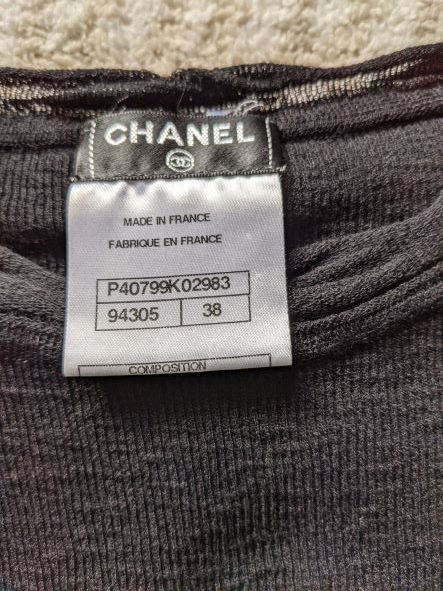 CHANEL
MADE IN FRANCE
FABRIQUE EN FRANCE
P40799K02983
94305 38
COMPOSITION